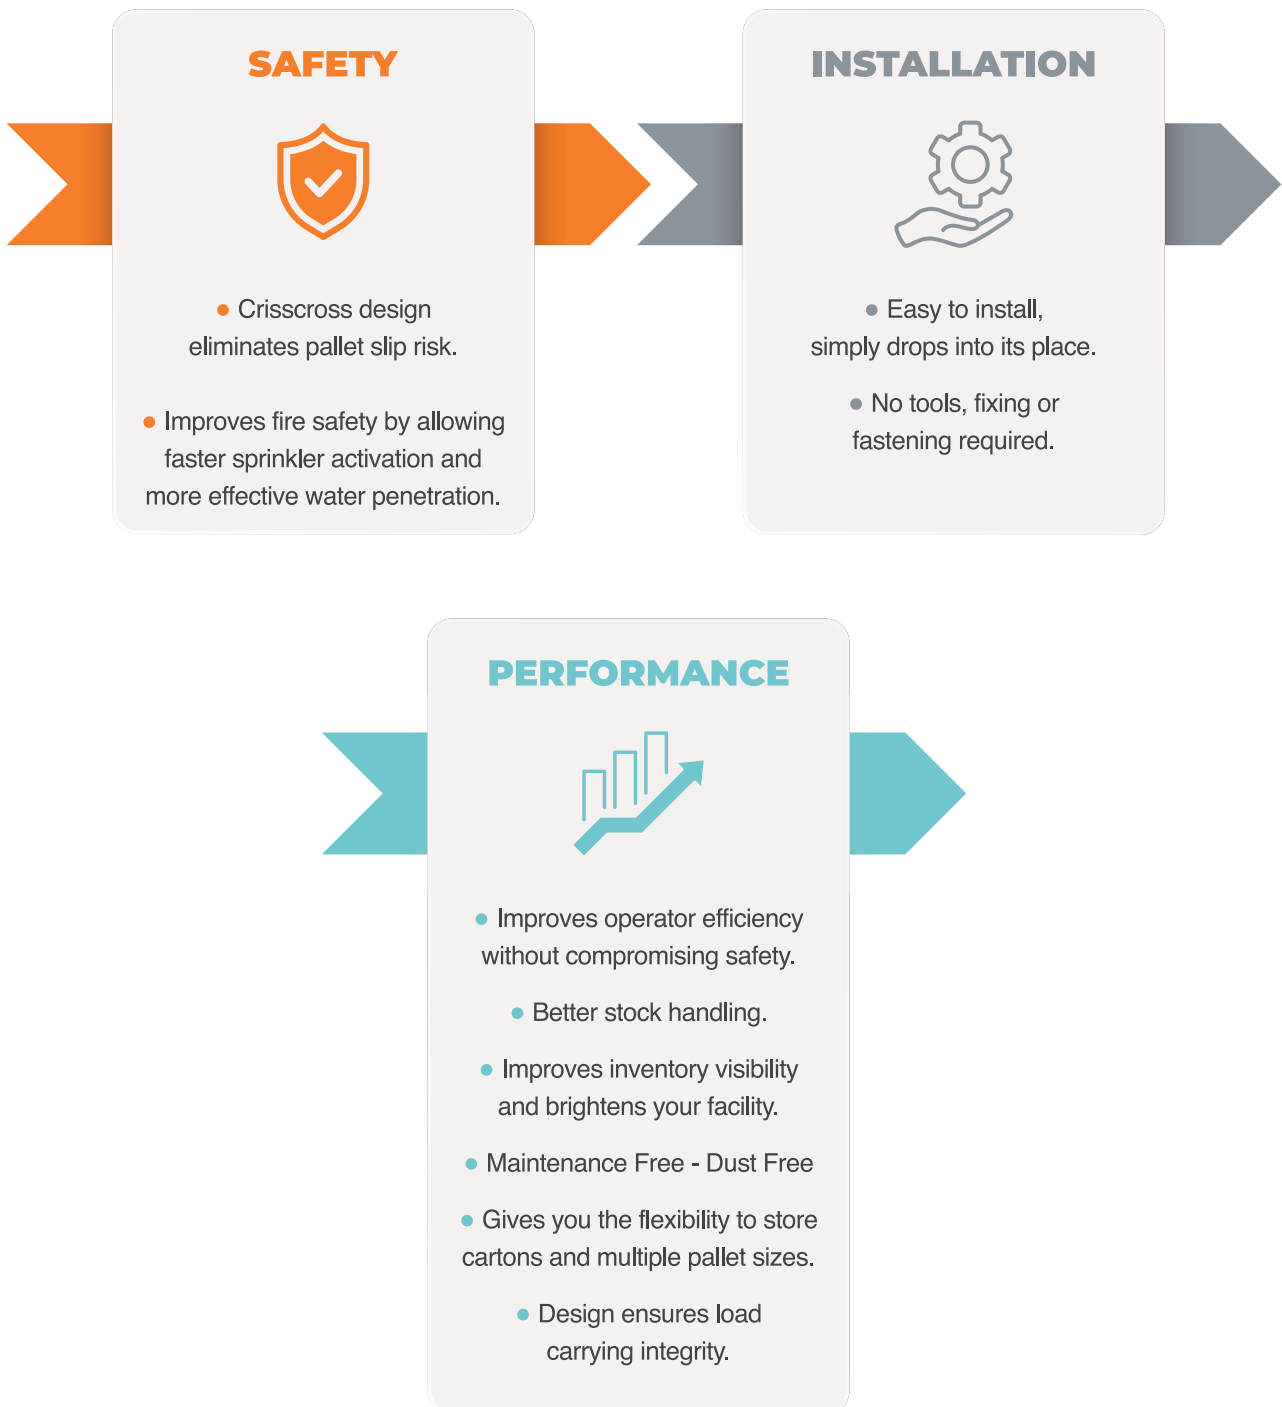 SAFETY
• Crisscross design
eliminates pallet slip risk.
• Improves fire safety by allowing
faster sprinkler activation and
more effective water penetration.
INSTALLATION
• Easy to install,
simply drops into its place.
• No tools, fixing or
fastening required.
PERFORMANCE
• Improves operator efficiency
without compromising safety.
• Better stock handling.
• Improves inventory visibility
and brightens your facility.
• Maintenance Free - Dust Free
• Gives you the flexibility to store
cartons and multiple pallet sizes.
• Design ensures load
carrying integrity.